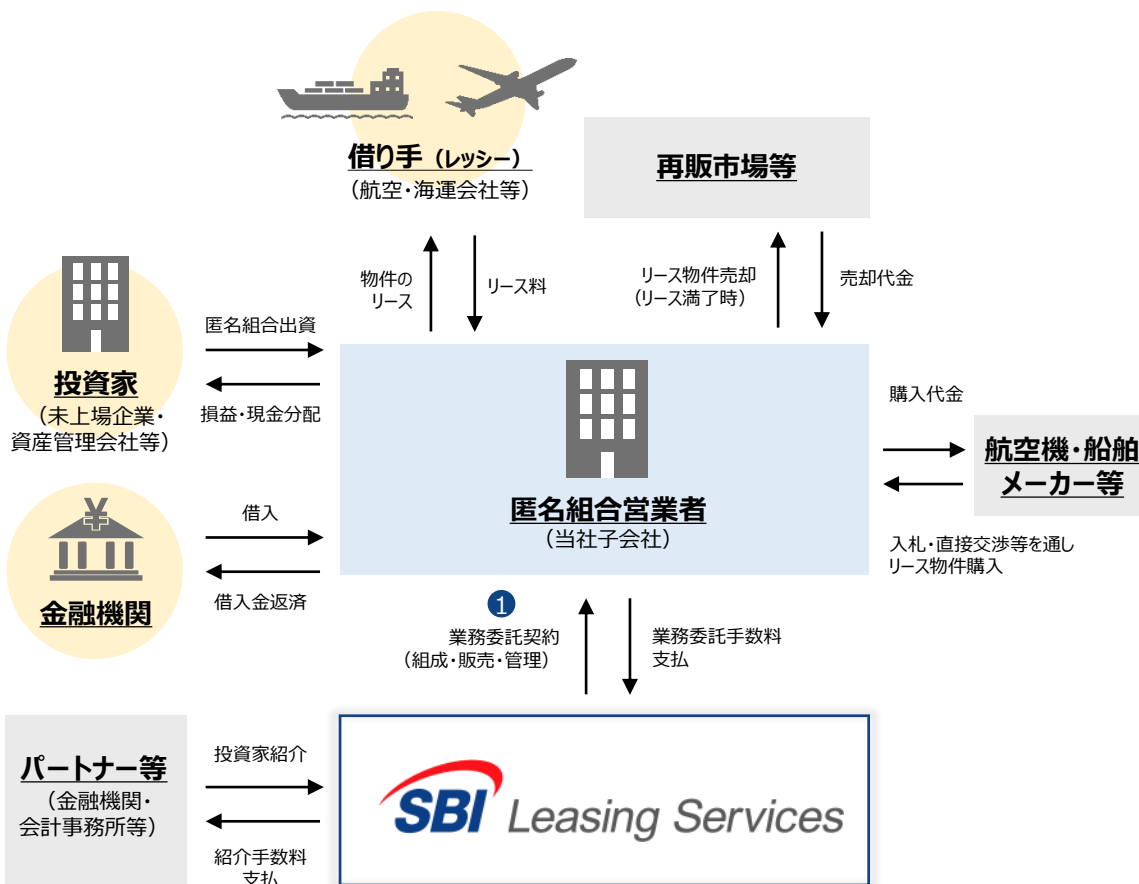 借り手（レッシー）
（航空・海運会社等）
再販市場等
物件の
リース
リース料
リース物件売却
（リース満了時）
売却代金
投資家
（未上場企業・
資産管理会社等）
匿名組合出資
損益・現金分配
匿名組合営業者
（当社子会社）
購入代金
航空機・船舶
メーカー等
入札・直接交渉等を通し
リース物件購入
¥
金融機関
借入
借入金返済
1
業務委託契約
（組成・販売・管理）
業務委託手数料
支払
パートナー等
（金融機関・
会計事務所等）
投資家紹介
紹介手数料
支払
SBI Leasing Services